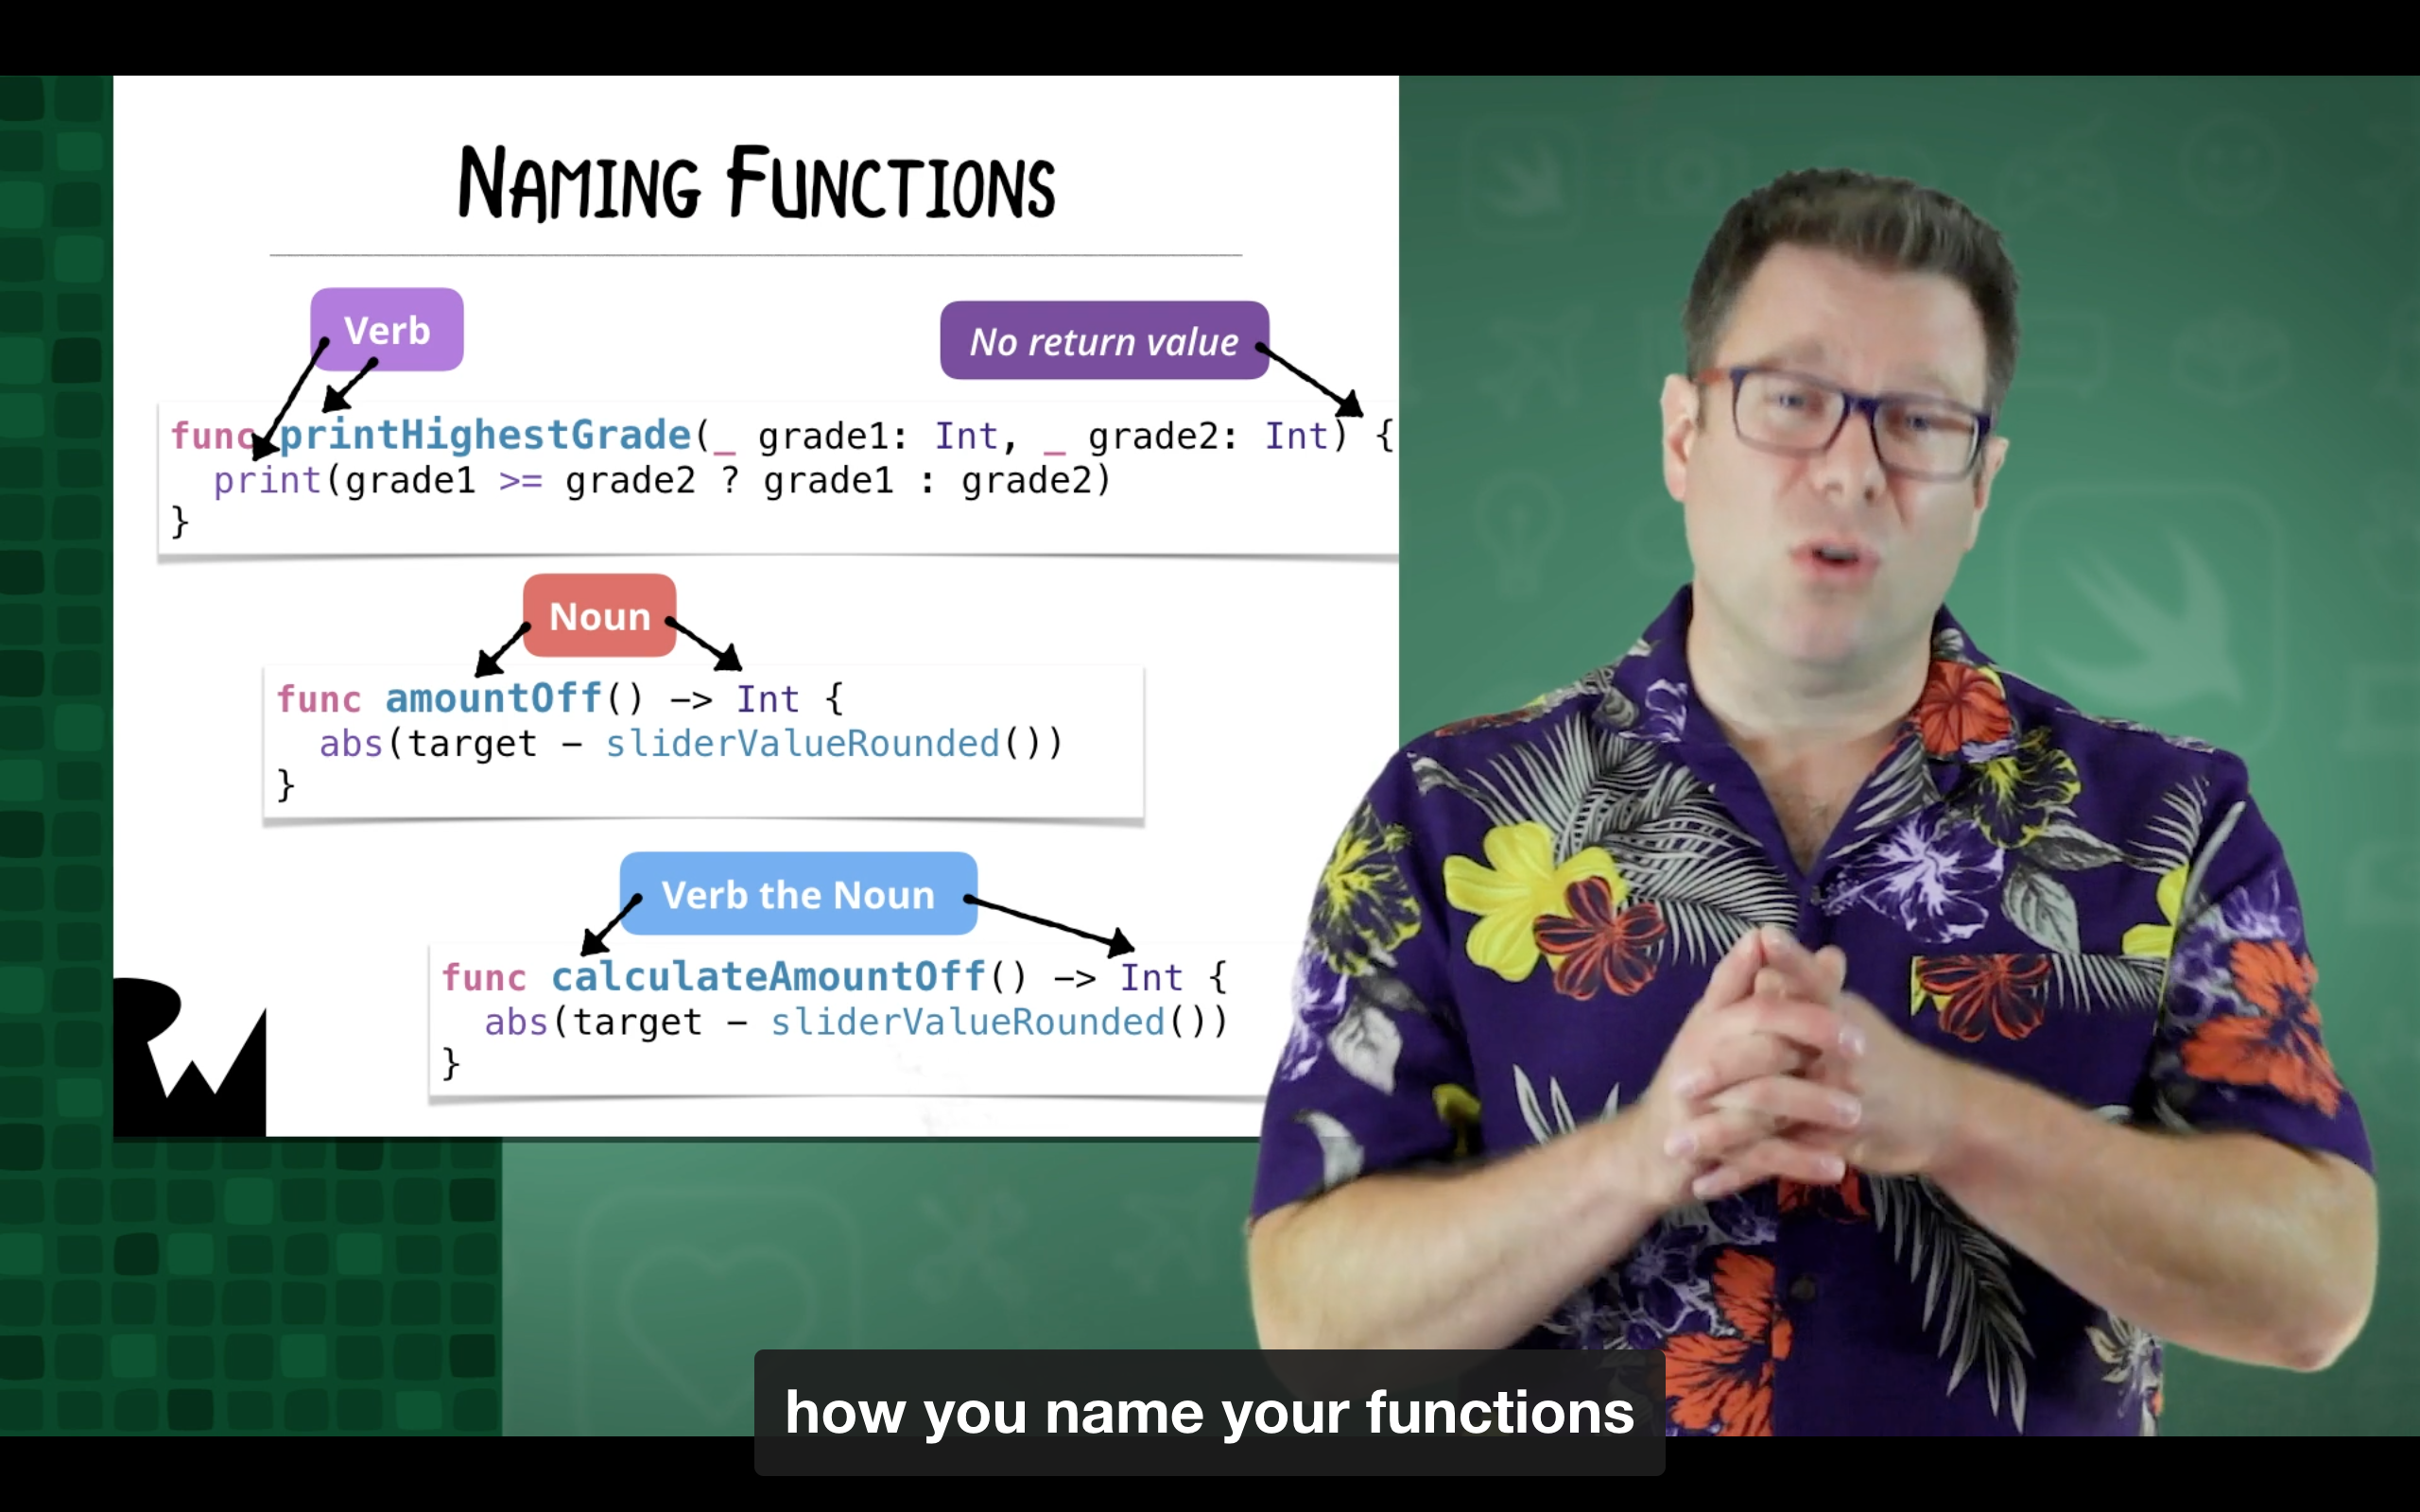 NAMING FUNCTIONS
Verb
No return value
func printHighestGrade(_ grade1: Int, _ grade2: Int) {
print(grade1 >= grade2 ? grade1 : grade2)
}
Noun
func amountOff() -> Int {
abs(target - sliderValueRounded())
}
Verb the Noun
func calculateAmountOff() -> Int {
abs(target - sliderValueRounded())
}
how you name your functions